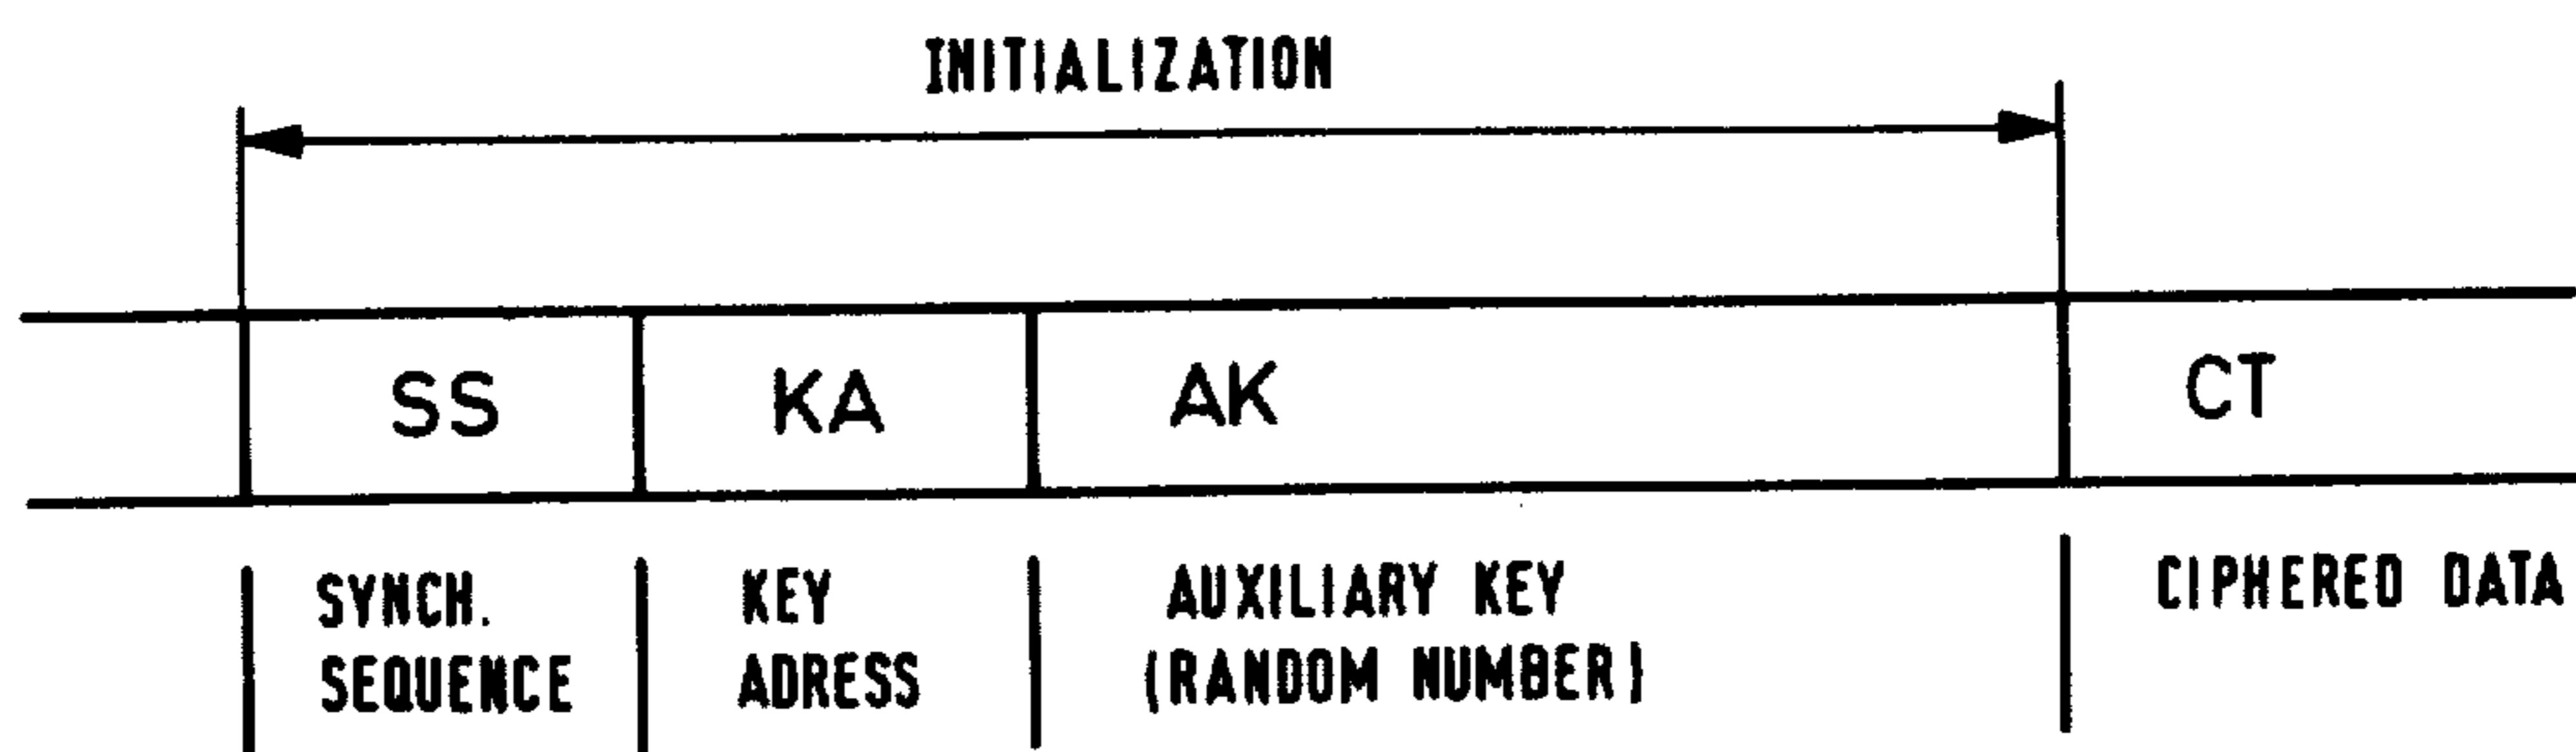 INITIALIZATION
SS KA AK CT
SYNCH. KEY AUXILIARY KEY CIPHERED DATA
SEQUENCE ADRESS (RANDOM NUMBER)